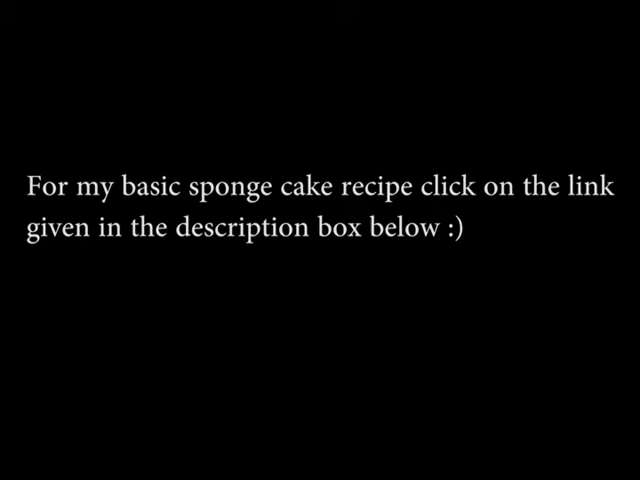 For my basic sponge cake recipe click on the link
given in the description box below :)